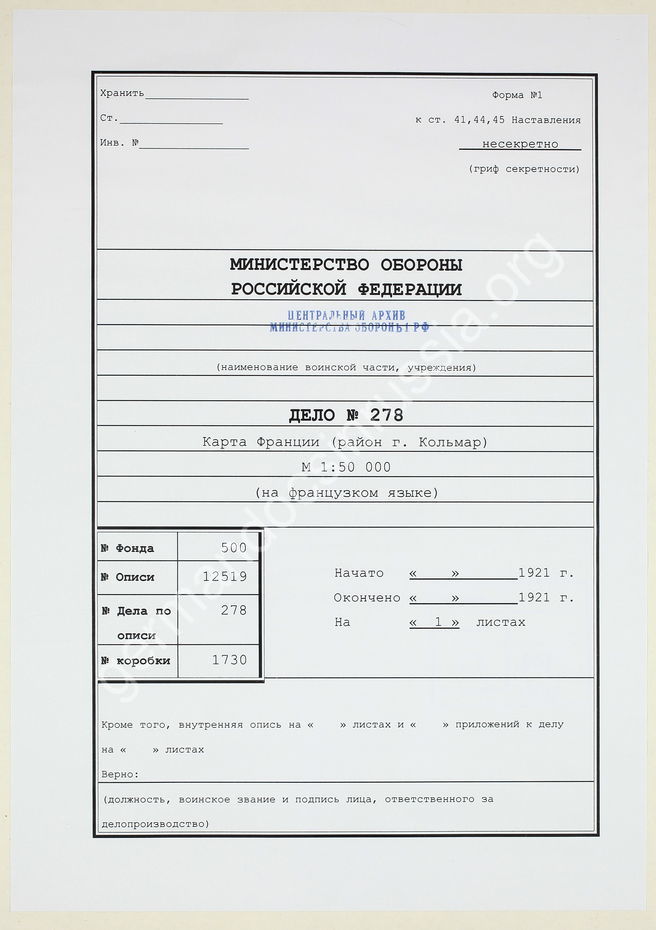 Хранить
Форма №1
Ст.
к ст. 41,44,45 Наставления
Инв. №
несекретно
(гриф секретности)
МИНИСТЕРСТВО ОБОРОНЫ
РОССИЙСКОЙ ФЕДЕРАЦИИ
ЦЕНТРАЛЬНЫЙ АРХИВ
МИНИСТЕРСТВА ОБОРОНЫ РФ
(наименование воинской части, учреждения)
ДЕЛО № 278
Карта Франции (район г. Кольмар)
М 1:50 000
(на французком языке)
№ Фонда 500
№ Описи 12519
№ Дела по описи 278
№ коробки 1730
Начато « » 1921 г.
Окончено « » 1921 г.
На « 1 » листах
Кроме того, внутренняя опись на « » листах и « » приложений к делу
на « » листах
Верно:
(должность, воинское звание и подпись лица, ответственного за
делопроизводство)
germandocsinrussia.org